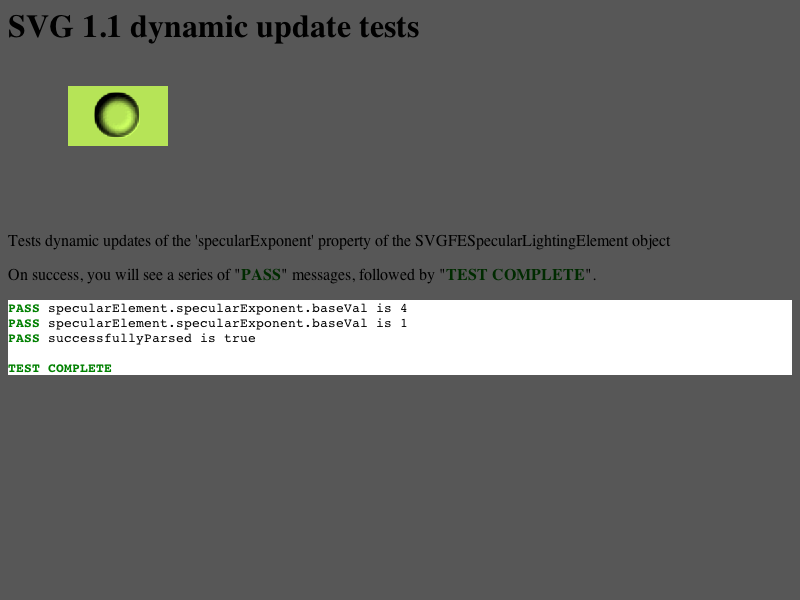 SVG 1.1 dynamic update tests
Tests dynamic updates of the 'specularExponent' property of the SVGFESpecularLightingElement object
On success, you will see a series of "PASS" messages, followed by "TEST COMPLETE".
PASS specularElement.specularExponent.baseVal is 4
PASS specularElement.specularExponent.baseVal is 1
PASS successfullyParsed is true
TEST COMPLETE